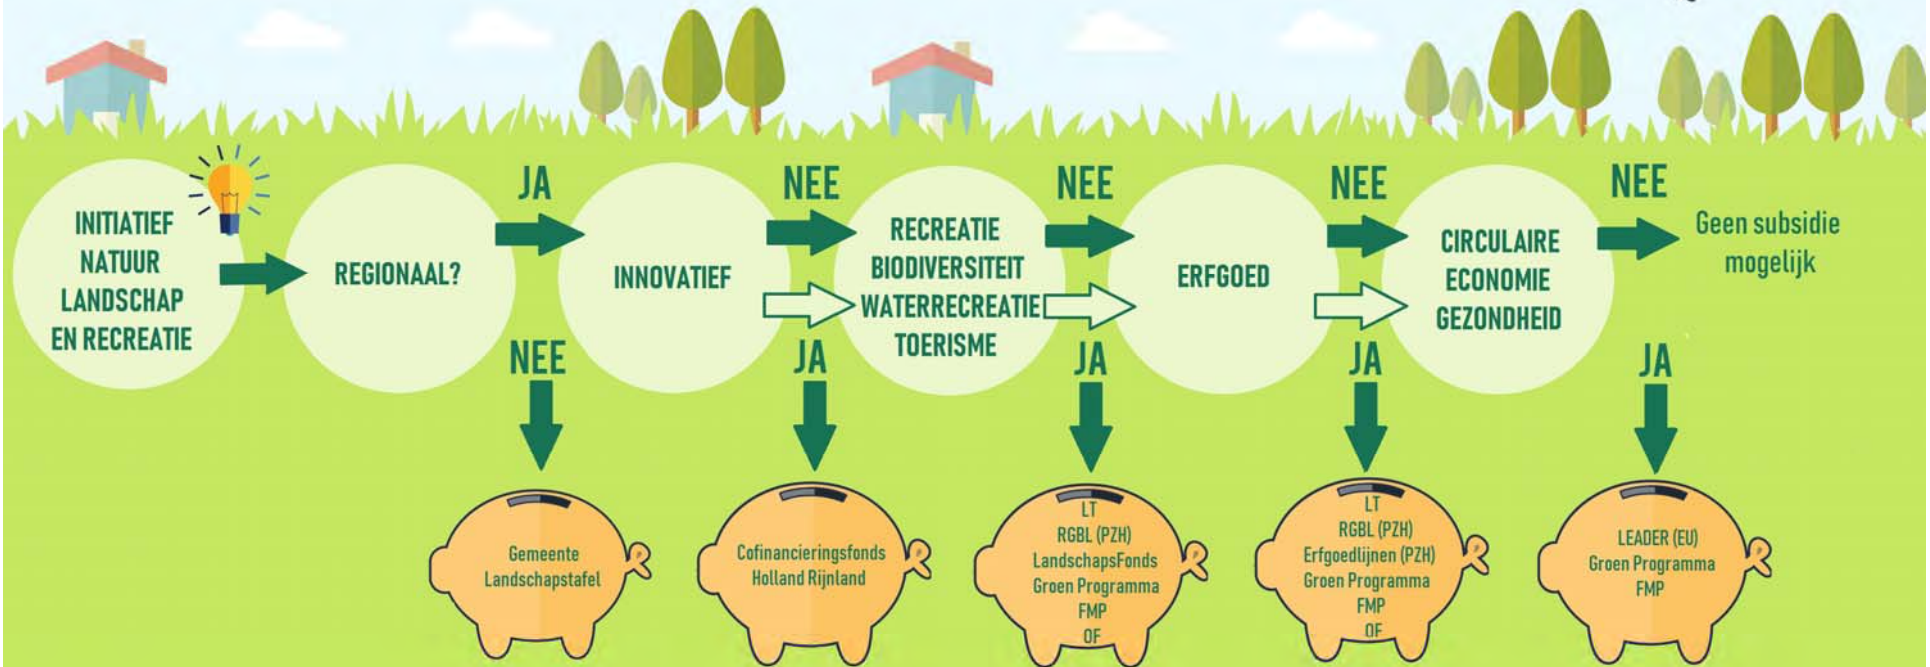 INITIATIEF
NATUUR
LANDSCHAP
EN RECREATIE
REGIONAAL?
JA
NEE
Gemeente
Landschapstafel
INNOVATIEF
NEE
JA
Cofinancieringsfonds
Holland Rijnland
RECREATIE
BIODIVERSITEIT
WATERRECREATIE
TOERISME
NEE
JA
LT
RGBL (PZH)
LandschapsFonds
Groen Programma
FMP
OF
ERFGOED
NEE
JA
LT
RGBL (PZH)
Erfgoedlijnen (PZH)
Groen Programma
FMP
OF
CIRCULAIRE
ECONOMIE
GEZONDHEID
NEE
Geen subsidie
mogelijk
JA
LEADER (EU)
Groen Programma
FMP